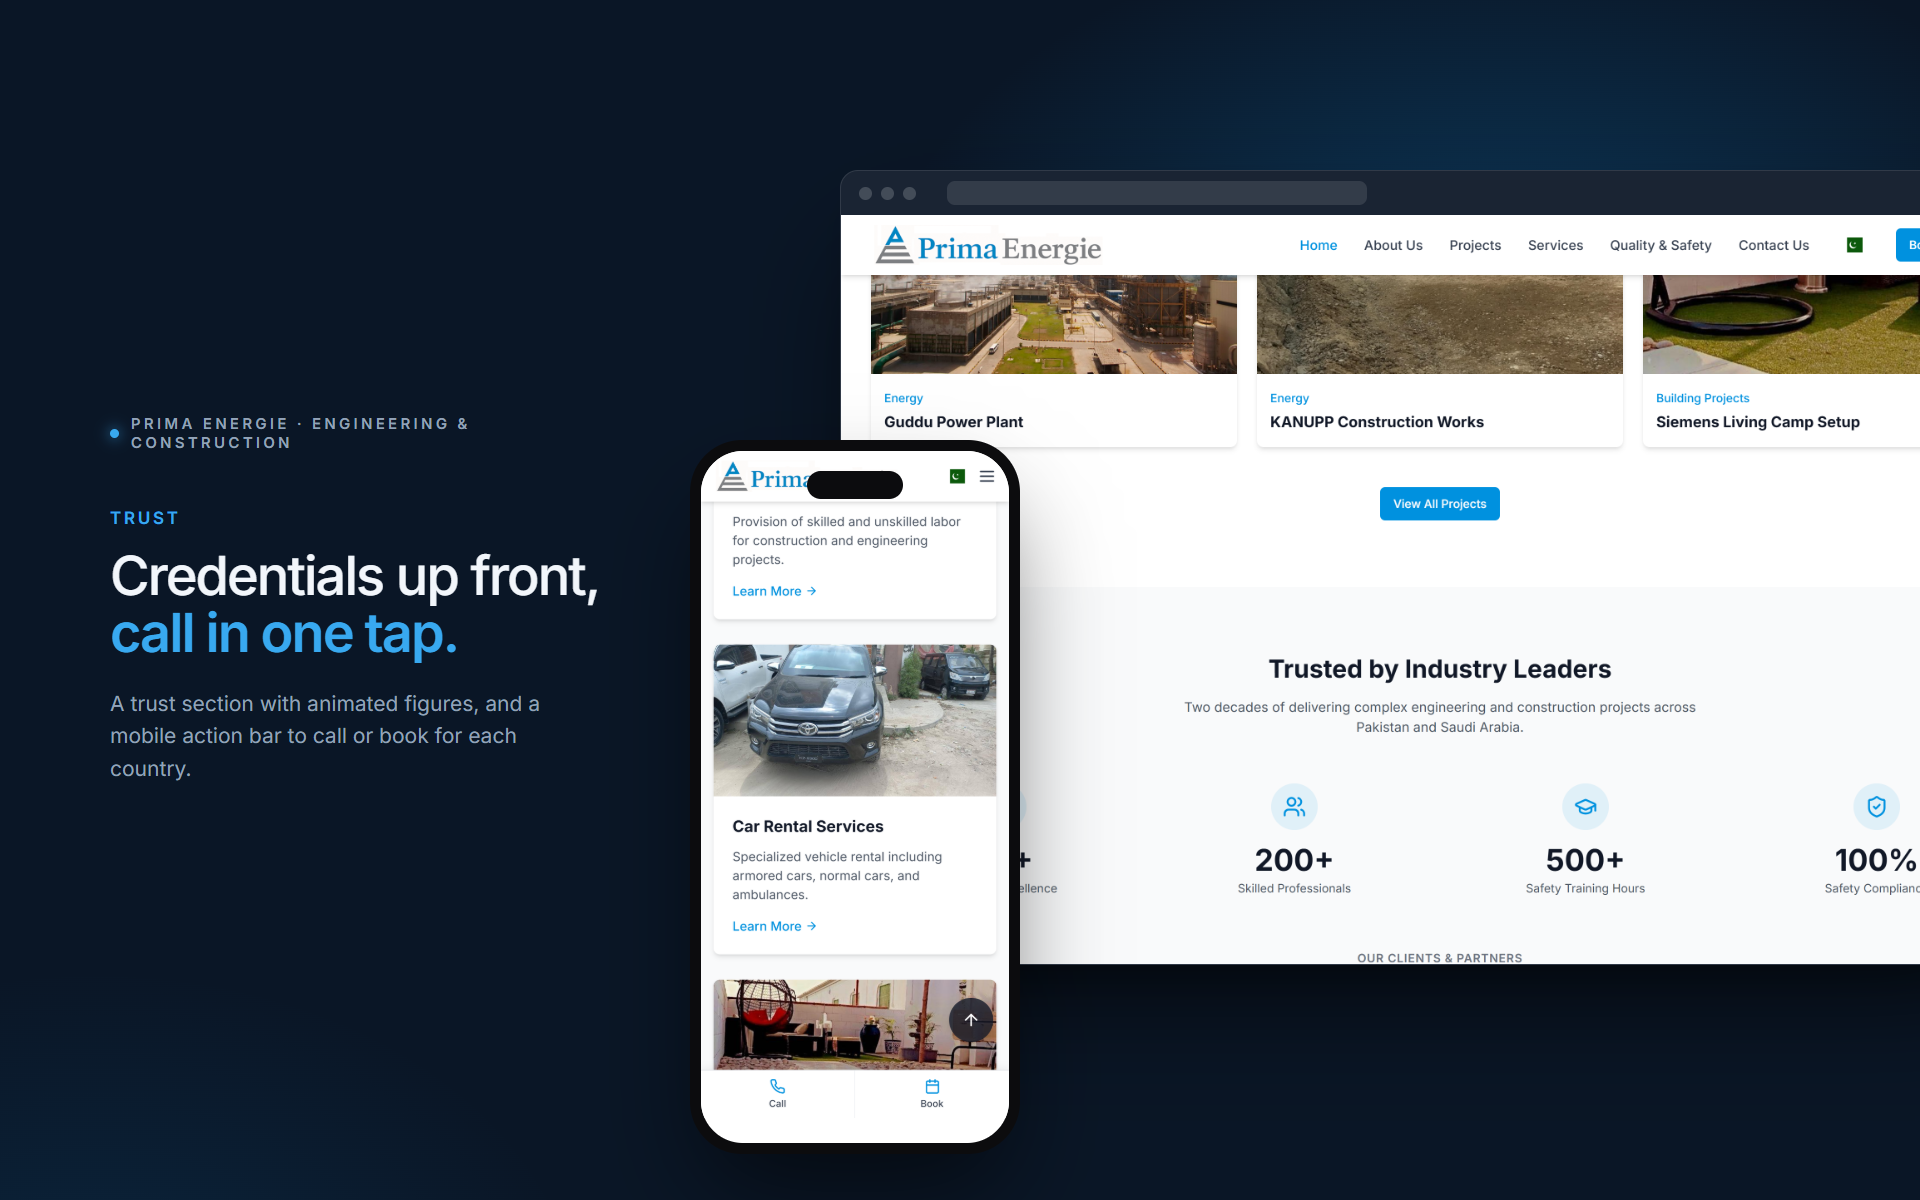 PRIMA ENERGIE · ENGINEERING &
CONSTRUCTION
TRUST
Credentials up front,
call in one tap.
A trust section with animated figures, and a
mobile action bar to call or book for each
country.
Prima Energie
Home
About Us
Projects
Services
Quality & Safety
Contact Us
Energy
Guddu Power Plant
Energy
KANUPP Construction Works
Building Projects
Siemens Living Camp Setup
View All Projects
Trusted by Industry Leaders
Two decades of delivering complex engineering and construction projects across
Pakistan and Saudi Arabia.
200+
Skilled Professionals
500+
Safety Training Hours
100%
Safety
OUR CLIENTS & PARTNERS
Prima
Provision of skilled and unskilled labor
for construction and engineering
projects.
Learn More →
Car Rental Services
Specialized vehicle rental including
armored cars, normal cars, and
ambulances.
Learn More →
Call
Book